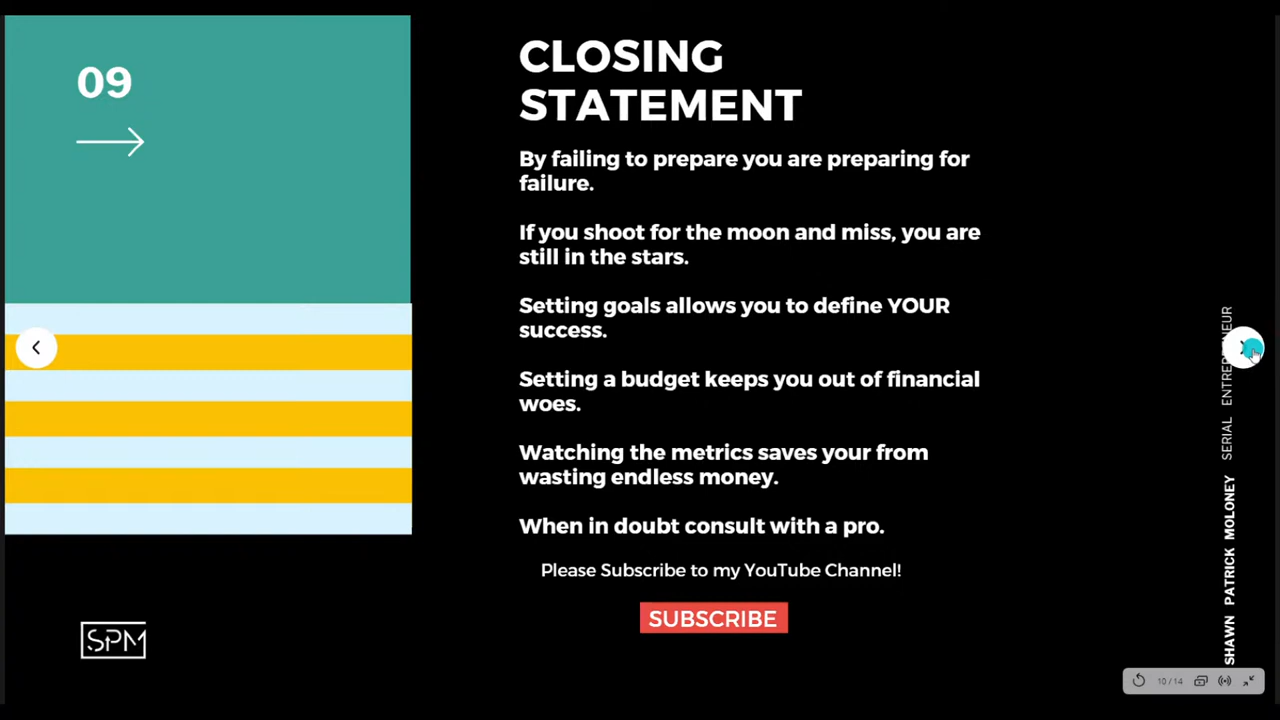 09
CLOSING
STATEMENT
By failing to prepare you are preparing for
failure.
If you shoot for the moon and miss, you are
still in the stars.
Setting goals allows you to define YOUR
success.
Setting a budget keeps you out of financial
woes.
Watching the metrics saves your from
wasting endless money.
When in doubt consult with a pro.
Please Subscribe to my YouTube Channel!
SUBSCRIBE
SPM
SHAWN PATRICK MOLONEY SERIAL ENTREPRENEUR
10/14